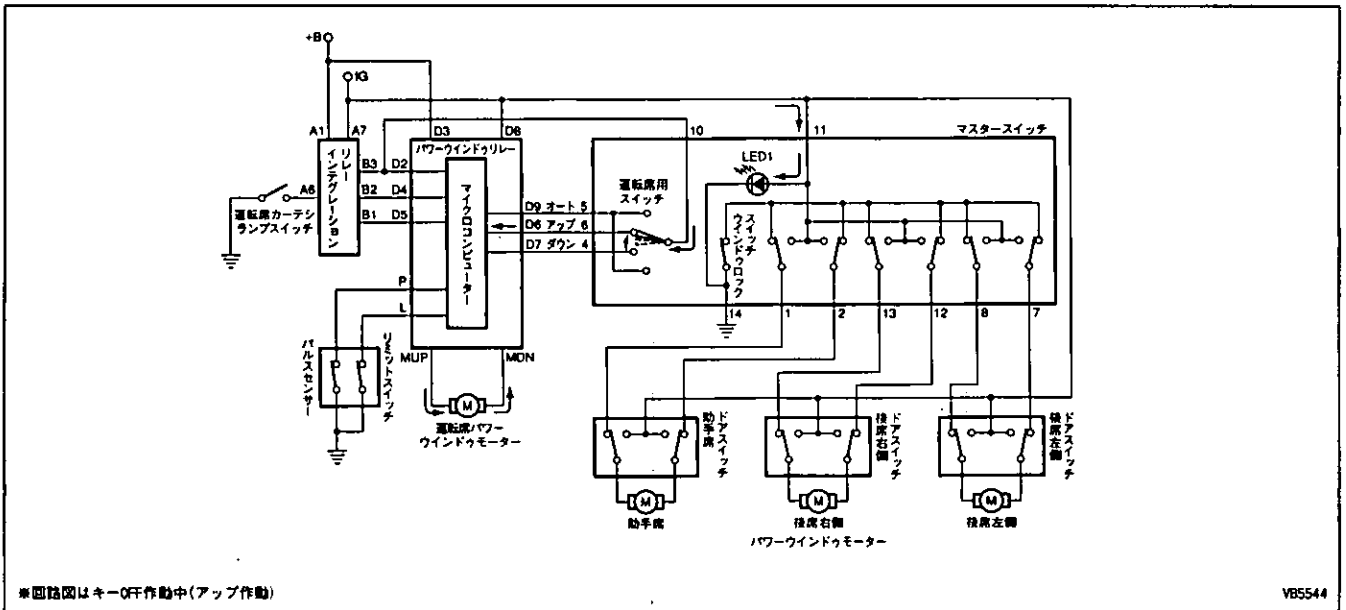 +B
IG
A1 A7 D3 D8 10 11 マスタースイッチ
パワーウインドゥリレー
リレー
インテグレーション
B3 D2
B2 D4
B1 D5
A6
運転席カーテシ
ランプスイッチ
マイクロコンピューター
D9 オート 5
D6 アップ 6
D7 ダウン 4
運転席用
スイッチ
LED1
スイッチ
ウインドゥロック
14 1 2 13 12 8 7
P
L
パルスセンサー
リミットスイッチ
MUP MDN
M
運転席パワー
ウインドゥモーター
ドアスイッチ
助手席
ドアスイッチ
後席右側
ドアスイッチ
後席左側
M
M
M
助手席
後席右側
後席左側
パワーウインドゥモーター
※回路図はキーOFF作動中(アップ作動)
VB5544